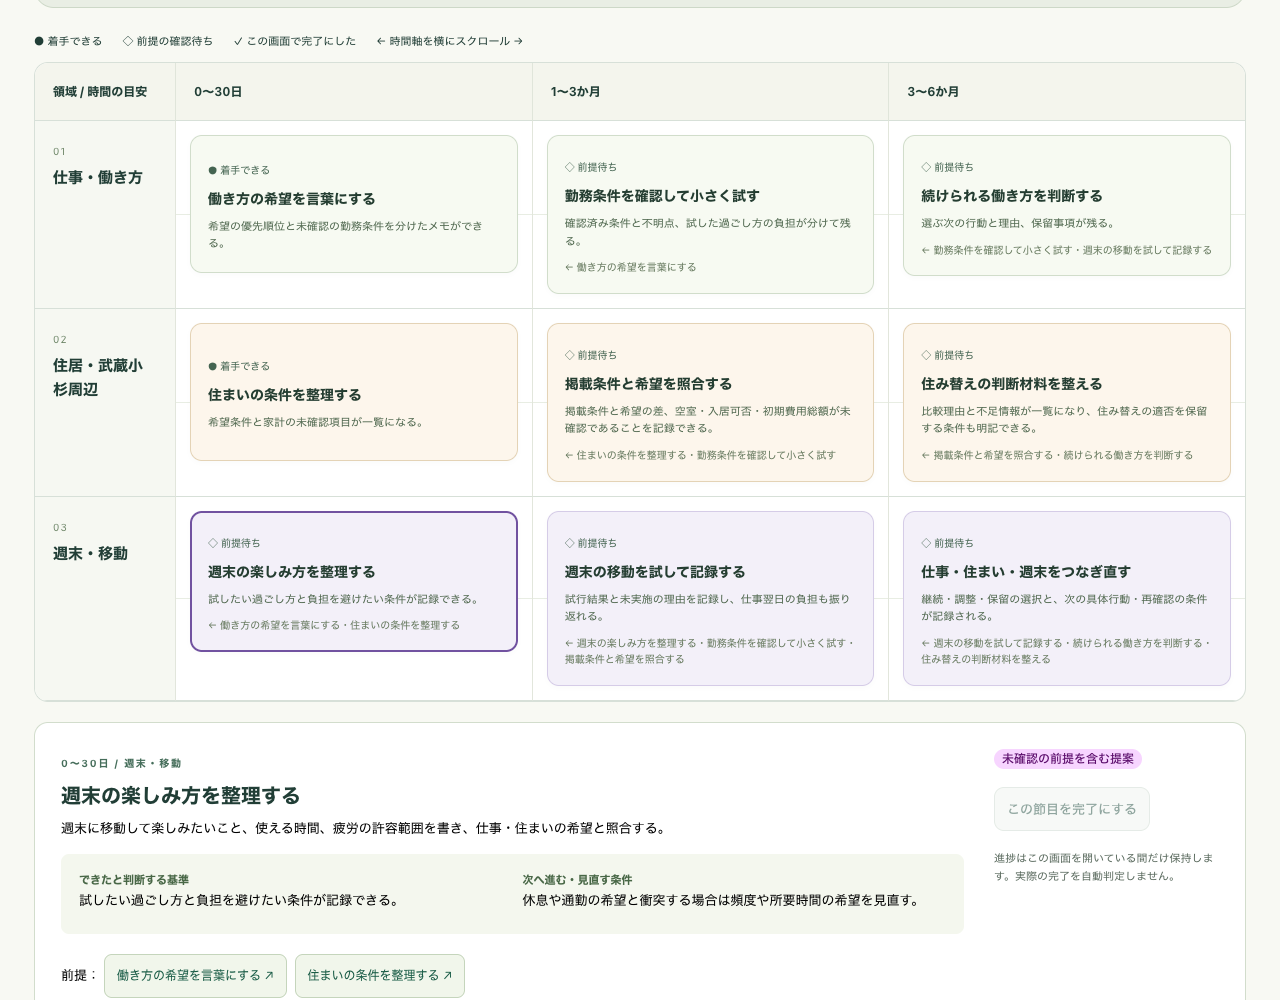 ● 着手できる ◇ 前提の確認待ち ✓ この画面で完了にした ← 時間軸を横にスクロール →
領域 / 時間の目安
0〜30日
1〜3か月
3〜6か月
01
仕事・働き方
● 着手できる
働き方の希望を言葉にする
希望の優先順位と未確認の勤務条件を分けたメモができ
る。
◇ 前提待ち
勤務条件を確認して小さく試す
確認済み条件と不明点、試した過ごし方の負担が分けて残
る。
← 働き方の希望を言葉にする
◇ 前提待ち
続けられる働き方を判断する
選ぶ次の行動と理由、保留事項が残る。
← 勤務条件を確認して小さく試す・週末の移動を試して記録する
02
住居・武蔵小
杉周辺
● 着手できる
住まいの条件を整理する
希望条件と家計の未確認項目が一覧になる。
◇ 前提待ち
掲載条件と希望を照合する
掲載条件と希望の差、空室・入居可否・初期費用総額が未
確認であることを記録できる。
← 住まいの条件を整理する・勤務条件を確認して小さく試す
◇ 前提待ち
住み替えの判断材料を整える
比較理由と不足情報が一覧になり、住み替えの適否を保留
する条件も明記できる。
← 掲載条件と希望を照合する・続けられる働き方を判断する
03
週末・移動
◇ 前提待ち
週末の楽しみ方を整理する
試したい過ごし方と負担を避けたい条件が記録できる。
← 働き方の希望を言葉にする・住まいの条件を整理する
◇ 前提待ち
週末の移動を試して記録する
試行結果と未実施の理由を記録し、仕事翌日の負担も振り
返れる。
← 週末の楽しみ方を整理する・勤務条件を確認して小さく試す・
掲載条件と希望を照合する
◇ 前提待ち
仕事・住まい・週末をつなぎ直す
継続・調整・保留の選択と、次の具体行動・再確認の条件
が記録される。
← 週末の移動を試して記録する・続けられる働き方を判断する・
住み替えの判断材料を整える
0〜30日 / 週末・移動
週末の楽しみ方を整理する
週末に移動して楽しみたいこと、使える時間、疲労の許容範囲を書き、仕事・住まいの希望と照合する。
できたと判断する基準
試したい過ごし方と負担を避けたい条件が記録できる。
次へ進む・見直す条件
休息や通勤の希望と衝突する場合は頻度や所要時間の希望を見直す。
前提：
働き方の希望を言葉にする ↗
住まいの条件を整理する ↗
未確認の前提を含む提案
この節目を完了にする
進捗はこの画面を開いている間だけ保持しま
す。実際の完了を自動判定しません。